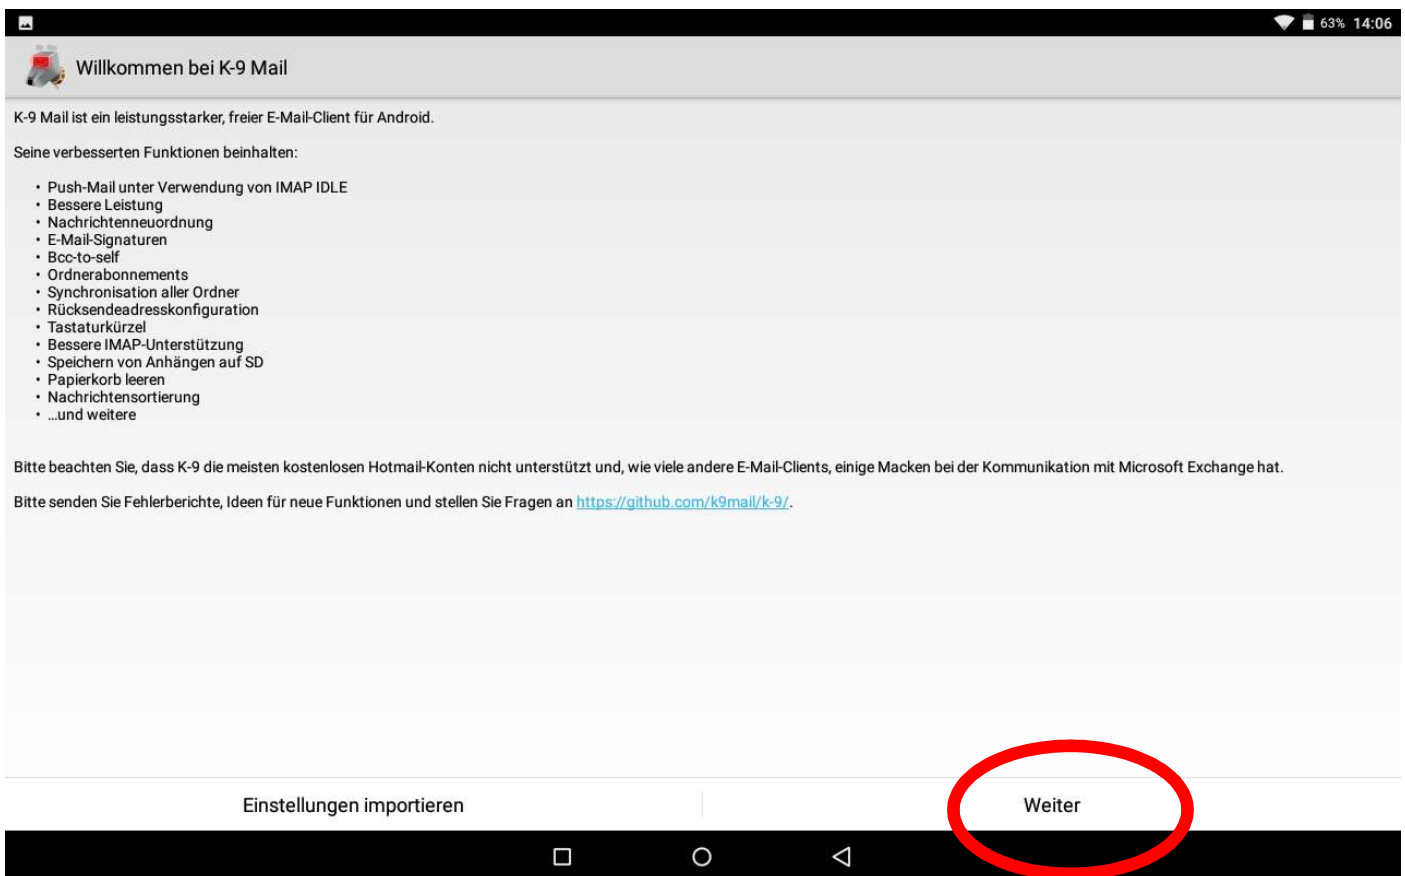 63% 14:06
Willkommen bei K-9 Mail
K-9 Mail ist ein leistungsstarker, freier E-Mail-Client für Android.
Seine verbesserten Funktionen beinhalten:
• Push-Mail unter Verwendung von IMAP IDLE
• Bessere Leistung
• Nachrichtenneuordnung
• E-Mail-Signaturen
• Bcc-to-self
• Ordnerabonnements
• Synchronisation aller Ordner
• Rücksendeadresskonfiguration
• Tastaturkürzel
• Bessere IMAP-Unterstützung
• Speichern von Anhängen auf SD
• Papierkorb leeren
• Nachrichtensortierung
• …und weitere
Bitte beachten Sie, dass K-9 die meisten kostenlosen Hotmail-Konten nicht unterstützt und, wie viele andere E-Mail-Clients, einige Macken bei der Kommunikation mit Microsoft Exchange hat.
Bitte senden Sie Fehlerberichte, Ideen für neue Funktionen und stellen Sie Fragen an https://github.com/k9mail/k-9/.
Einstellungen importieren
Weiter